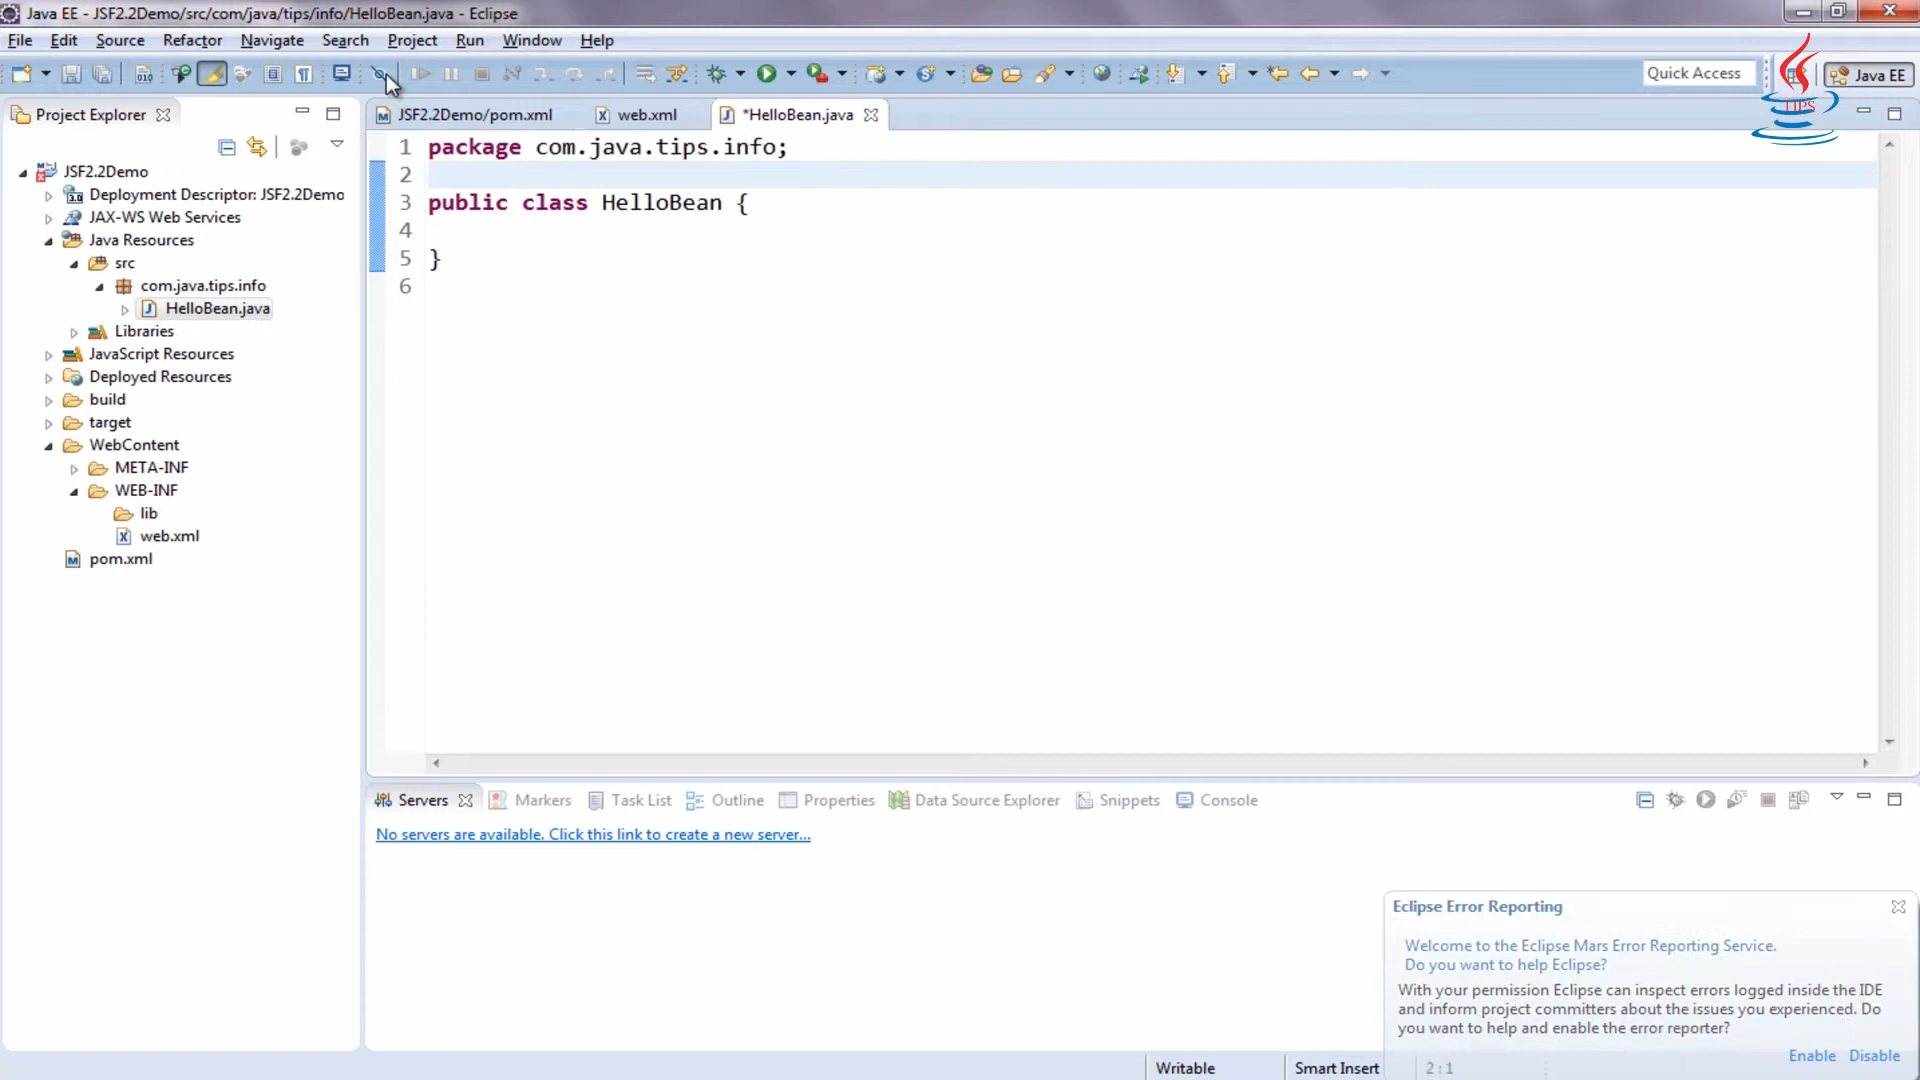 Java EE - JSF2.2Demo/src/com/java/tips/info/HelloBean.java - Eclipse
File Edit Source Refactor Navigate Search Project Run Window Help
Quick Access
Java EE
TIPS
Project Explorer
JSF2.2Demo/pom.xml
web.xml
*HelloBean.java
JSF2.2Demo
Deployment Descriptor: JSF2.2Demo
JAX-WS Web Services
Java Resources
src
com.java.tips.info
HelloBean.java
Libraries
JavaScript Resources
Deployed Resources
build
target
WebContent
META-INF
WEB-INF
lib
web.xml
pom.xml
1 package com.java.tips.info;
2
3 public class HelloBean {
4
5 }
6
Servers Markers Task List Outline Properties Data Source Explorer Snippets Console
No servers are available. Click this link to create a new server...
Eclipse Error Reporting
Welcome to the Eclipse Mars Error Reporting Service.
Do you want to help Eclipse?
With your permission Eclipse can inspect errors logged inside the IDE
and inform project committers about the issues you experienced. Do
you want to help and enable the error reporter?
Enable Disable
Writable Smart Insert 2 : 1